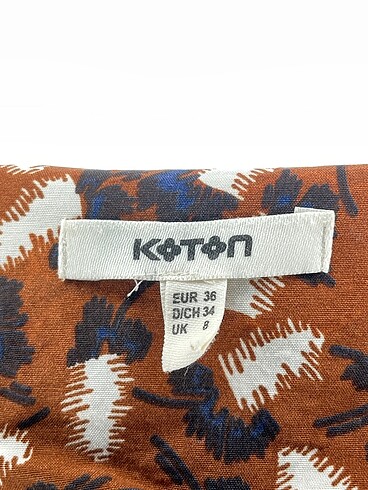 KOTON
EUR 36
D/CH 34
UK 8